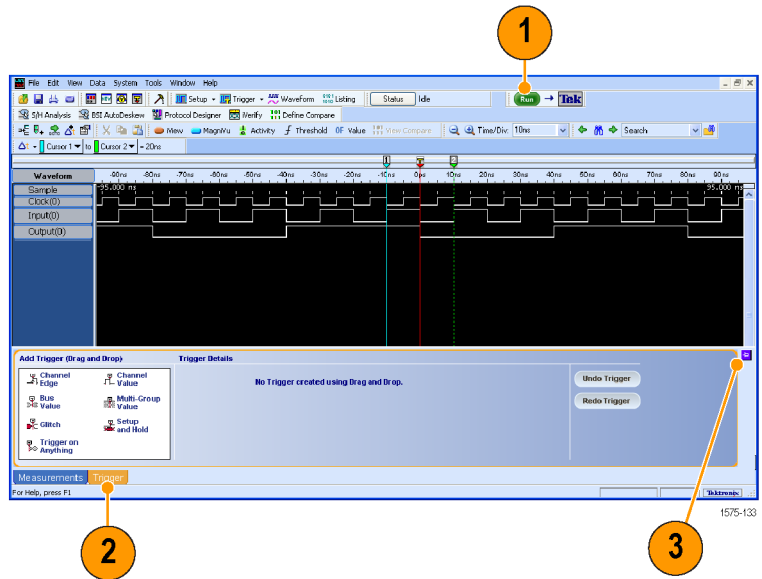 1
File Edit View Data System Tools Window Help
Setup Trigger Waveform Listing Status Idle Run Tek
S/H Analysis BSI AutoDeskew Protocol Designer iVerify Define Compare
Mixew MagniVu Activity Threshold Value View Compare Time/Div: 10ns Search
Cursor 1 to Cursor 2 = 20ns
1 T 2
Waveform -90ns -80ns -70ns -60ns -50ns -40ns -30ns -20ns -10ns 0ps 10ns 20ns 30ns 40ns 50ns 60ns 70ns 80ns 90ns
Sample -95.000 ns 95.000 ns
Clock(0)
Input(0)
Output(0)
Add Trigger (Drag and Drop) Trigger Details
Channel Edge
Channel Value
Bus Value
Multi-Group Value
Glitch
Setup and Hold
Trigger on Anything
No Trigger created using Drag and Drop.
Undo Trigger
Redo Trigger
Measurements Trigger
For Help, press F1 Tektronix
1575-133
2
3